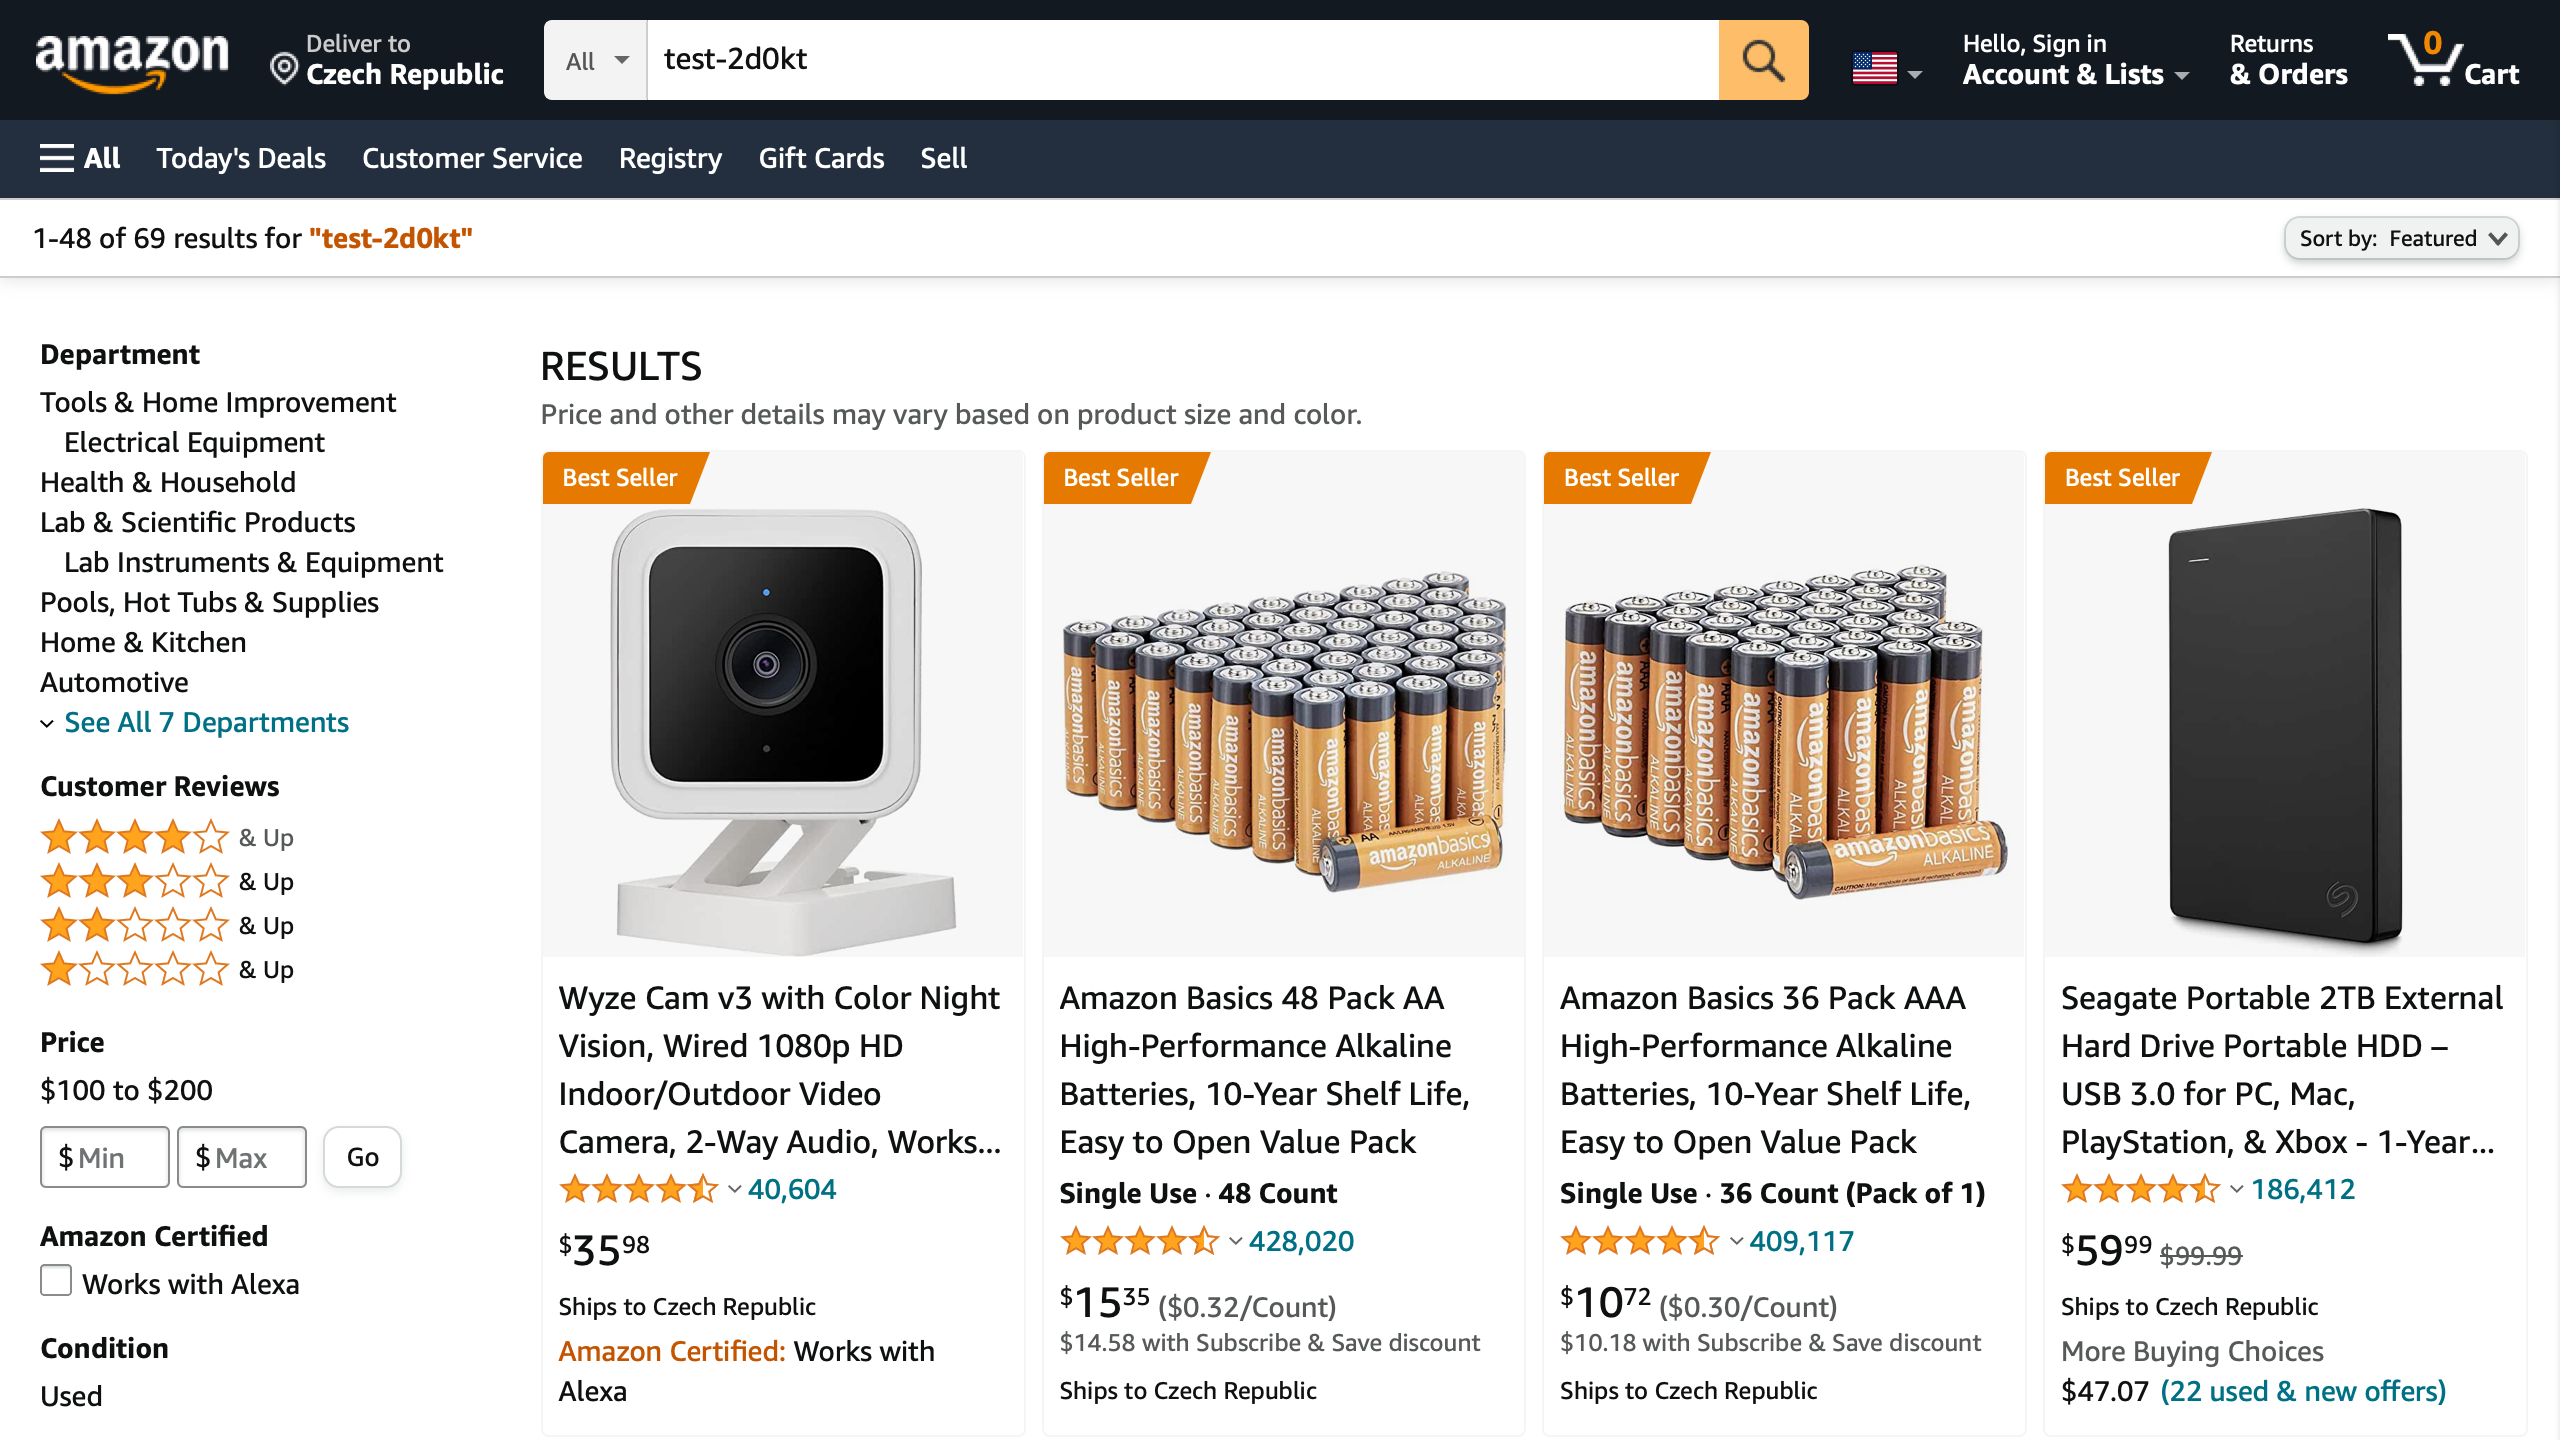 amazon
Deliver to
Czech Republic
All
test-2d0kt
Hello, Sign in
Account & Lists
Returns
& Orders
0
Cart
All
Today's Deals
Customer Service
Registry
Gift Cards
Sell
1-48 of 69 results for "test-2d0kt"
Sort by: Featured
Department
Tools & Home Improvement
Electrical Equipment
Health & Household
Lab & Scientific Products
Lab Instruments & Equipment
Pools, Hot Tubs & Supplies
Home & Kitchen
Automotive
See All 7 Departments
Customer Reviews
& Up
& Up
& Up
& Up
Price
$100 to $200
$ Min
$ Max
Go
Amazon Certified
Works with Alexa
Condition
Used
RESULTS
Price and other details may vary based on product size and color.
Best Seller
Wyze Cam v3 with Color Night
Vision, Wired 1080p HD
Indoor/Outdoor Video
Camera, 2-Way Audio, Works...
40,604
$35.98
Ships to Czech Republic
Amazon Certified: Works with
Alexa
Best Seller
amazonbasics
ALKALINE
AA
Amazon Basics 48 Pack AA
High-Performance Alkaline
Batteries, 10-Year Shelf Life,
Easy to Open Value Pack
Single Use · 48 Count
428,020
$15.35 ($0.32/Count)
$14.58 with Subscribe & Save discount
Ships to Czech Republic
Best Seller
amazonbasics
ALKALINE
Amazon Basics 36 Pack AAA
High-Performance Alkaline
Batteries, 10-Year Shelf Life,
Easy to Open Value Pack
Single Use · 36 Count (Pack of 1)
409,117
$10.72 ($0.30/Count)
$10.18 with Subscribe & Save discount
Ships to Czech Republic
Best Seller
Seagate Portable 2TB External
Hard Drive Portable HDD –
USB 3.0 for PC, Mac,
PlayStation, & Xbox - 1-Year...
186,412
$59.99 $99.99
Ships to Czech Republic
More Buying Choices
$47.07 (22 used & new offers)